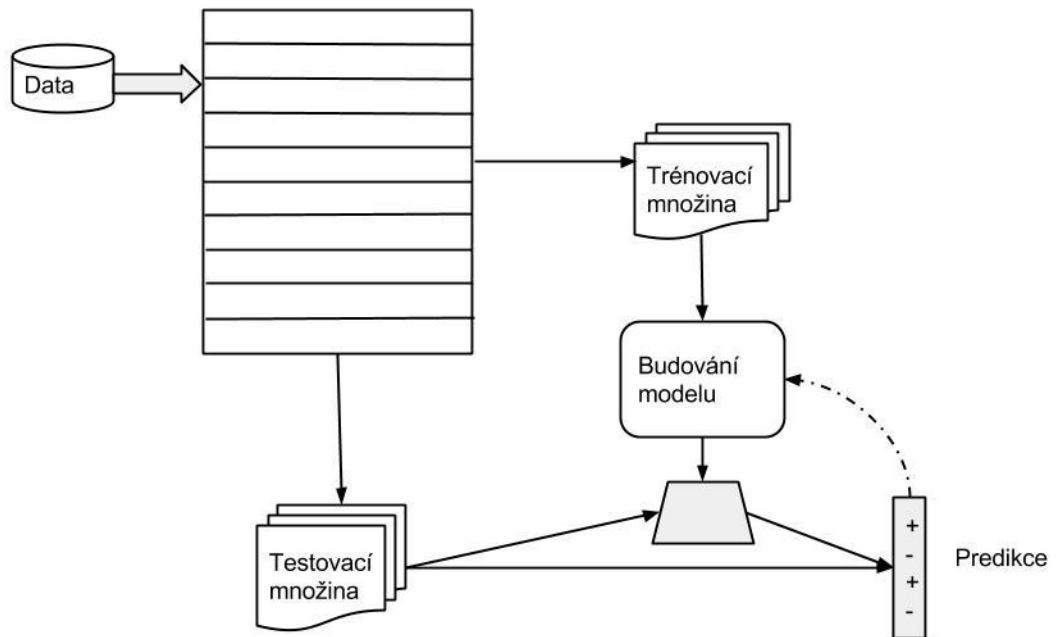 Data
Trénovací
množina
Budování
modelu
Testovací
množina
+
-
+
-
Predikce